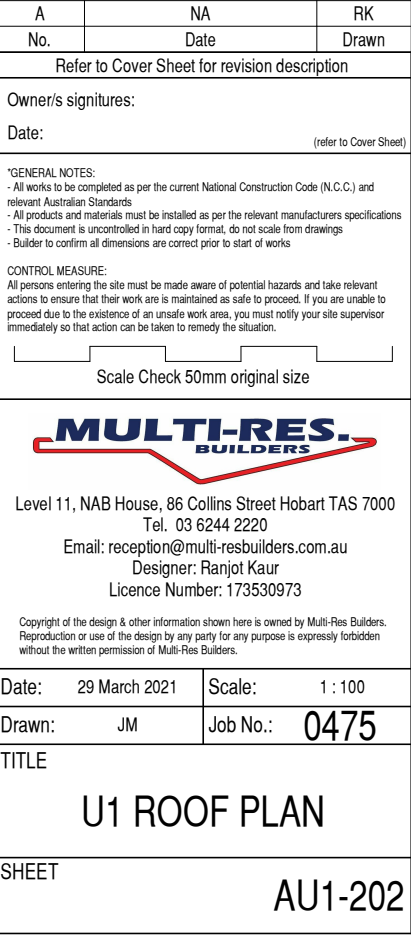 A NA RK
No. Date Drawn
Refer to Cover Sheet for revision description
Owner/s signitures:
Date:
(refer to Cover Sheet)
*GENERAL NOTES:
- All works to be completed as per the current National Construction Code (N.C.C.) and
relevant Australian Standards
- All products and materials must be installed as per the relevant manufacturers specifications
- This document is uncontrolled in hard copy format, do not scale from drawings
- Builder to confirm all dimensions are correct prior to start of works
CONTROL MEASURE:
All persons entering the site must be made aware of potential hazards and take relevant
actions to ensure that their work are is maintained as safe to proceed. If you are unable to
proceed due to the existence of an unsafe work area, you must notify your site supervisor
immediately so that action can be taken to remedy the situation.
Scale Check 50mm original size
MULTI-RES.
BUILDERS
Level 11, NAB House, 86 Collins Street Hobart TAS 7000
Tel. 03 6244 2220
Email: reception@multi-resbuilders.com.au
Designer: Ranjot Kaur
Licence Number: 173530973
Copyright of the design & other information shown here is owned by Multi-Res Builders.
Reproduction or use of the design by any party for any purpose is expressly forbidden
without the written permission of Multi-Res Builders.
Date: 29 March 2021 Scale: 1 : 100
Drawn: JM Job No.: 0475
TITLE
U1 ROOF PLAN
SHEET
AU1-202